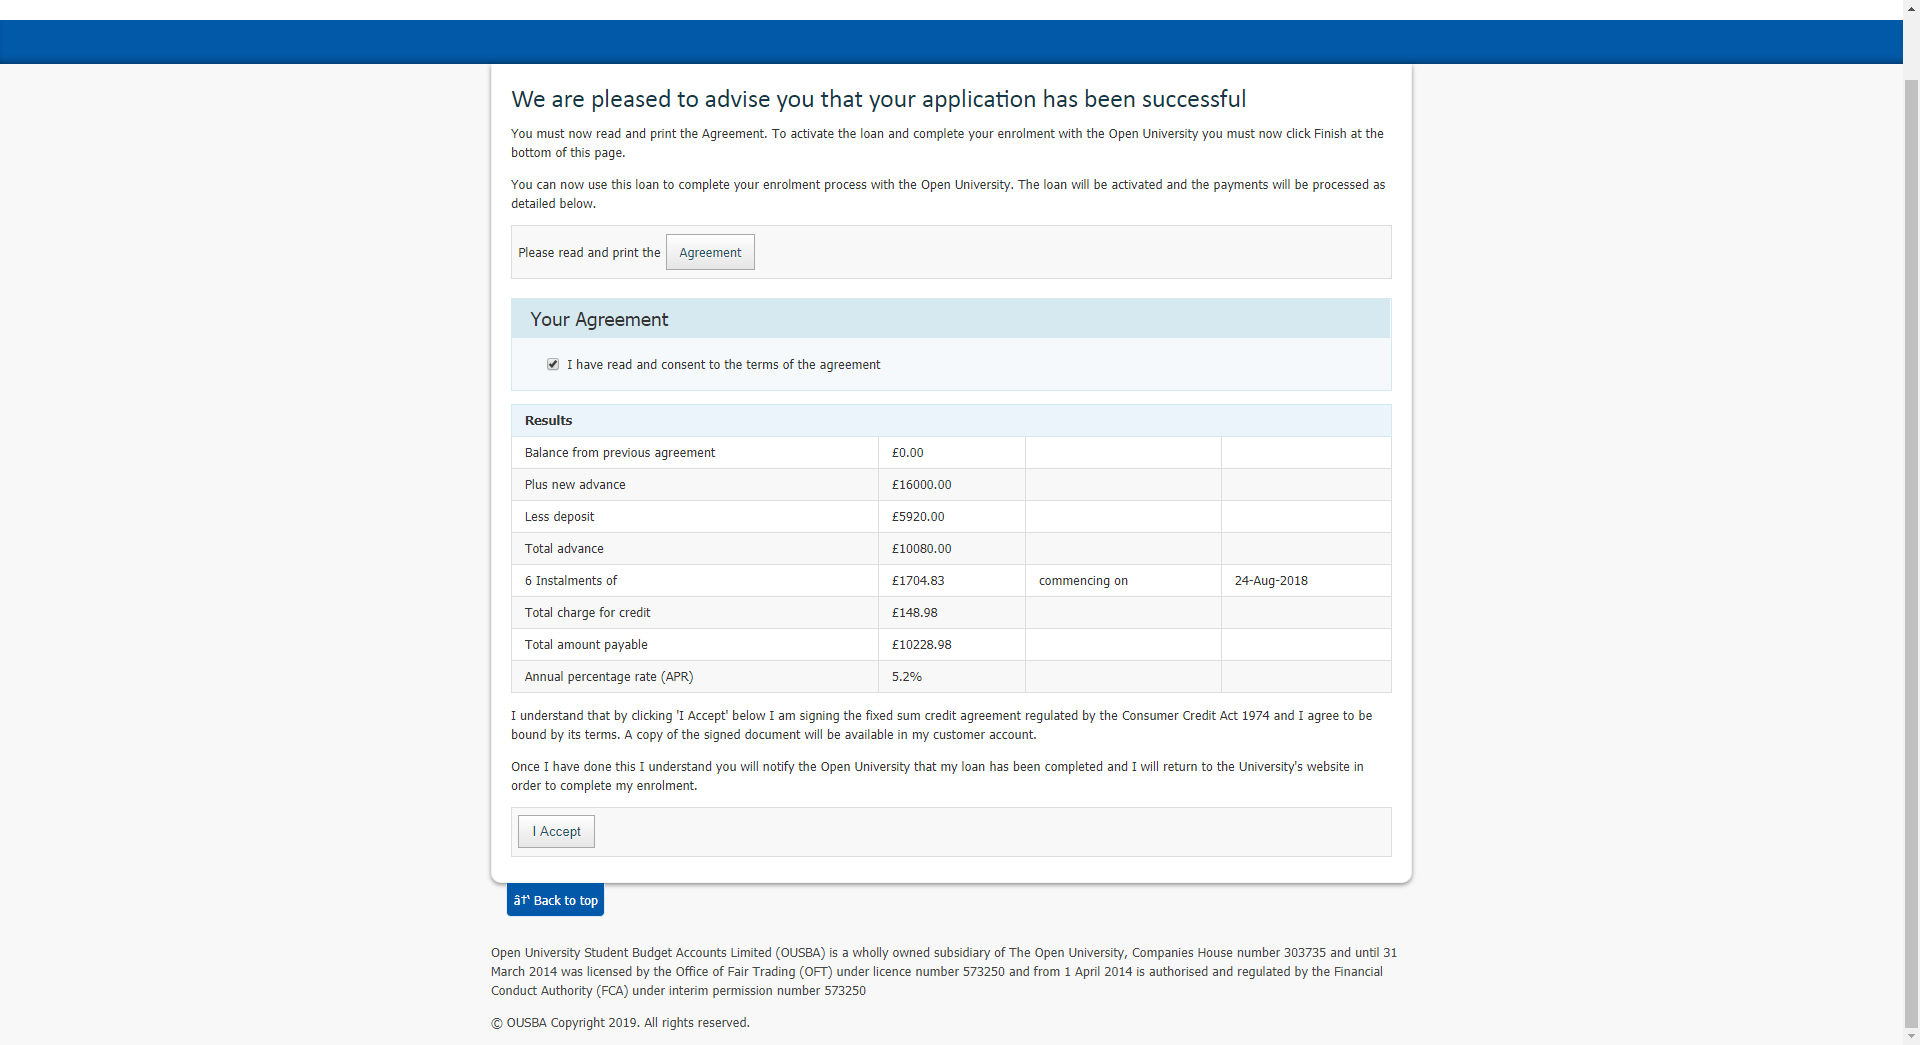 We are pleased to advise you that your application has been successful
You must now read and print the Agreement. To activate the loan and complete your enrolment with the Open University you must now click Finish at the
bottom of this page.
You can now use this loan to complete your enrolment process with the Open University. The loan will be activated and the payments will be processed as
detailed below.
Please read and print the Agreement
Your Agreement
I have read and consent to the terms of the agreement
Results
Balance from previous agreement £0.00
Plus new advance £16000.00
Less deposit £5920.00
Total advance £10080.00
6 Instalments of £1704.83 commencing on 24-Aug-2018
Total charge for credit £148.98
Total amount payable £10228.98
Annual percentage rate (APR) 5.2%
I understand that by clicking 'I Accept' below I am signing the fixed sum credit agreement regulated by the Consumer Credit Act 1974 and I agree to be
bound by its terms. A copy of the signed document will be available in my customer account.
Once I have done this I understand you will notify the Open University that my loan has been completed and I will return to the University's website in
order to complete my enrolment.
I Accept
â†‘ Back to top
Open University Student Budget Accounts Limited (OUSBA) is a wholly owned subsidiary of The Open University, Companies House number 303735 and until 31
March 2014 was licensed by the Office of Fair Trading (OFT) under licence number 573250 and from 1 April 2014 is authorised and regulated by the Financial
Conduct Authority (FCA) under interim permission number 573250
© OUSBA Copyright 2019. All rights reserved.